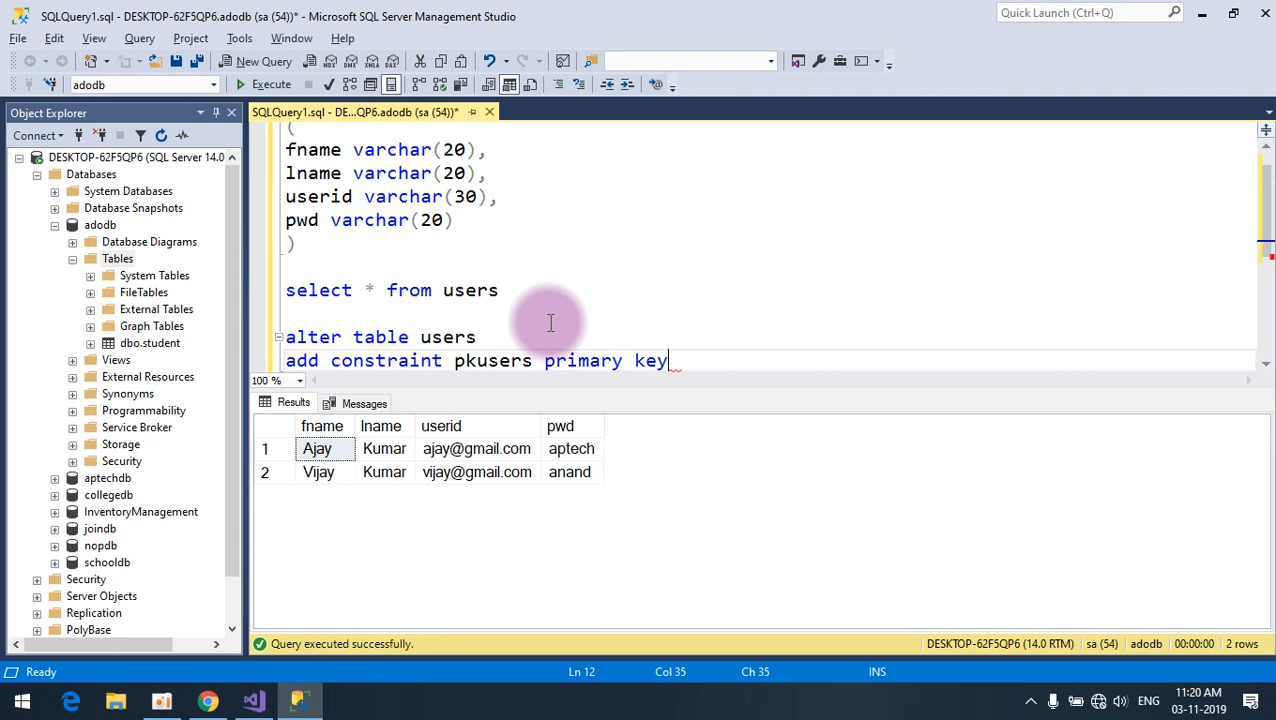 SQLQuery1.sql - DESKTOP-62F5QP6.adodb (sa (54))* - Microsoft SQL Server Management Studio
Quick Launch (Ctrl+Q)
File Edit View Query Project Tools Window Help
New Query
MDX DMX XMLA DAX
adodb
Execute
Object Explorer
SQLQuery1.sql - DE...QP6.adodb (sa (54))*
Connect
DESKTOP-62F5QP6 (SQL Server 14.0
Databases
System Databases
Database Snapshots
adodb
Database Diagrams
Tables
System Tables
FileTables
External Tables
Graph Tables
dbo.student
Views
External Resources
Synonyms
Programmability
Service Broker
Storage
Security
aptechdb
collegedb
InventoryManagement
joindb
nopdb
schooldb
Security
Server Objects
Replication
PolyBase
(
fname varchar(20),
lname varchar(20),
userid varchar(30),
pwd varchar(20)
)
select * from users
alter table users
add constraint pkusers primary key
100 %
Results Messages
fname lname userid pwd
1 Ajay Kumar ajay@gmail.com aptech
2 Vijay Kumar vijay@gmail.com anand
Query executed successfully.
DESKTOP-62F5QP6 (14.0 RTM) sa (54) adodb 00:00:00 2 rows
Ready Ln 12 Col 35 Ch 35 INS
ENG
11:20 AM
03-11-2019